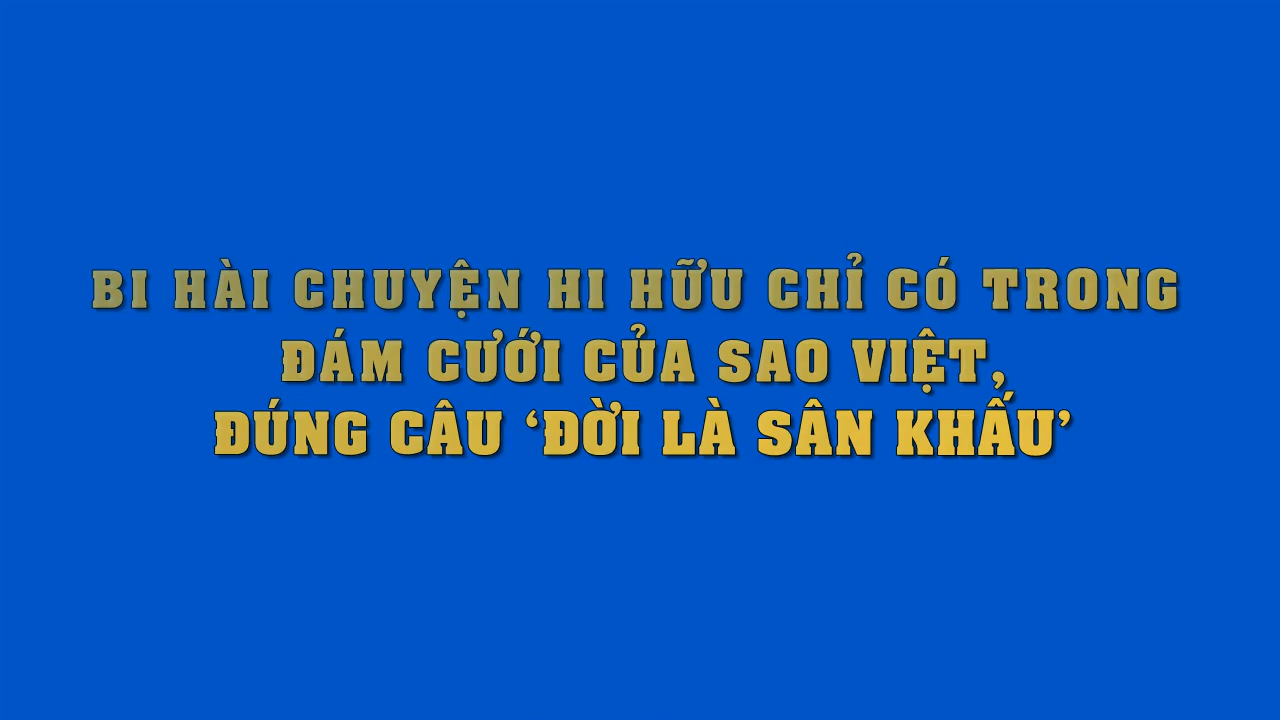 BI HÀI CHUYỆN HI HỮU CHỈ CÓ TRONG
ĐÁM CƯỚI CỦA SAO VIỆT,
ĐÚNG CÂU ‘ĐỜI LÀ SÂN KHẤU’